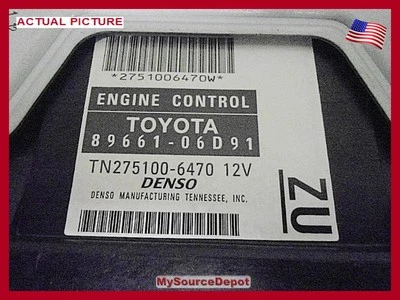 ACTUAL PICTURE
*2751006470W*
ENGINE CONTROL
TOYOTA
89661-06D91
TN275100-6470 12V
DENSO
DENSO MANUFACTURING TENNESSEE, INC.
ZU
MySourceDepot